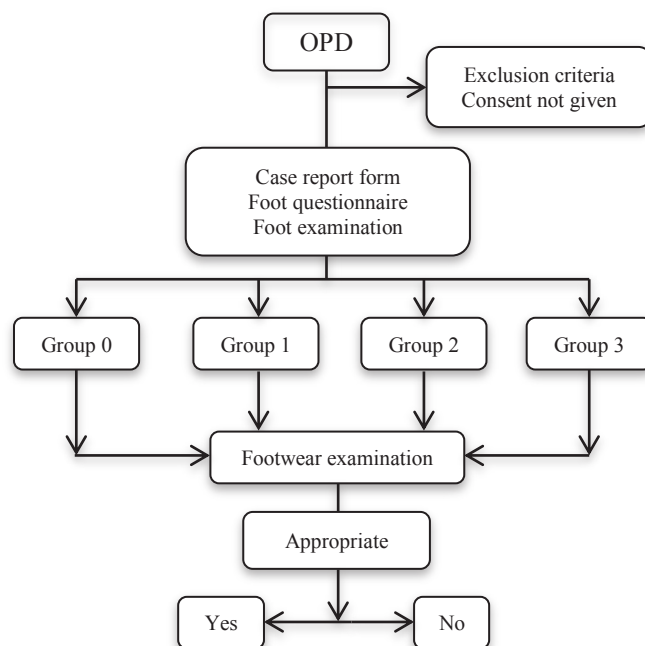 OPD
Exclusion criteria
Consent not given
Case report form
Foot questionnaire
Foot examination
Group 0
Group 1
Group 2
Group 3
Footwear examination
Appropriate
Yes
No